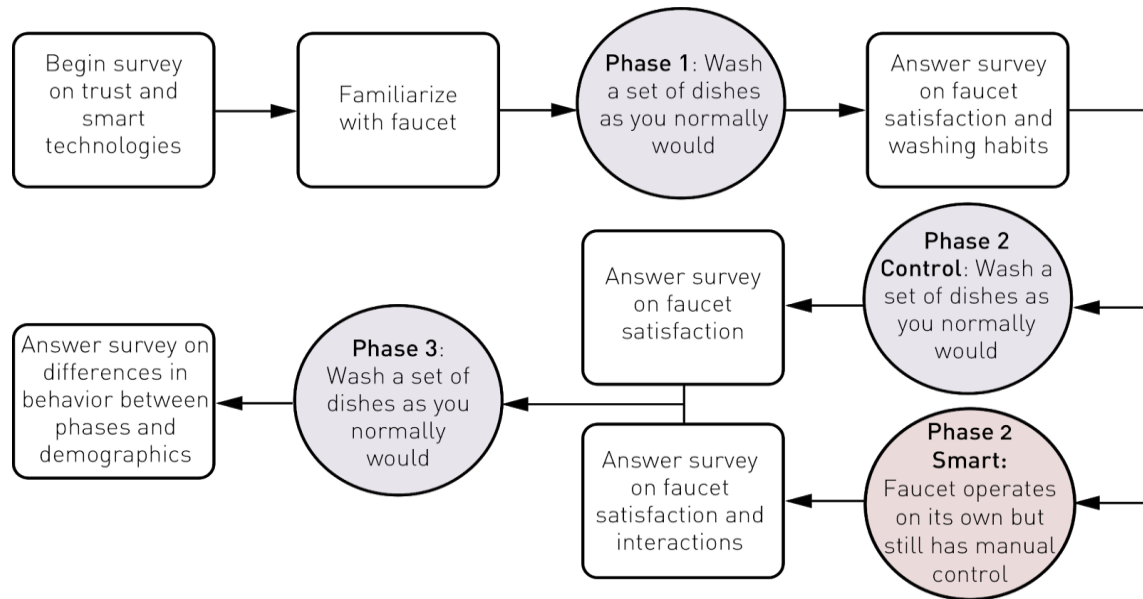 Begin survey
on trust and
smart
technologies
Familiarize
with faucet
Phase 1: Wash
a set of dishes
as you normally
would
Answer survey
on faucet
satisfaction and
washing habits
Phase 2
Control: Wash a
set of dishes as
you normally
would
Answer survey
on faucet
satisfaction
Phase 2
Smart:
Faucet operates
on its own but
still has manual
control
Answer survey
on faucet
satisfaction and
interactions
Phase 3:
Wash a set of
dishes as you
normally
would
Answer survey on
differences in
behavior between
phases and
demographics